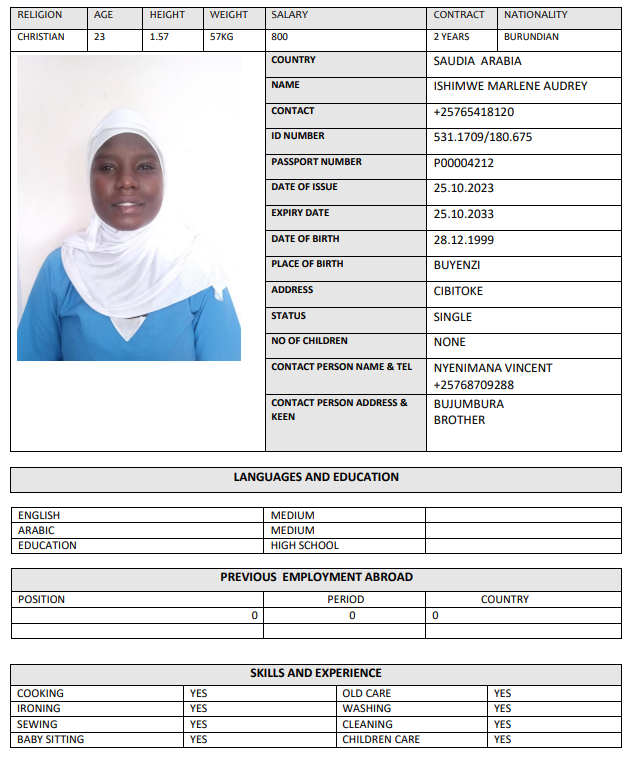 RELIGION AGE HEIGHT WEIGHT SALARY CONTRACT NATIONALITY
CHRISTIAN 23 1.57 57KG 800 2 YEARS BURUNDIAN
COUNTRY SAUDIA ARABIA
NAME ISHIMWE MARLENE AUDREY
CONTACT +25765418120
ID NUMBER 531.1709/180.675
PASSPORT NUMBER P00004212
DATE OF ISSUE 25.10.2023
EXPIRY DATE 25.10.2033
DATE OF BIRTH 28.12.1999
PLACE OF BIRTH BUYENZI
ADDRESS CIBITOKE
STATUS SINGLE
NO OF CHILDREN NONE
CONTACT PERSON NAME & TEL NYENIMANA VINCENT
+25768709288
CONTACT PERSON ADDRESS & BUJUMBURA
KEEN BROTHER
LANGUAGES AND EDUCATION
ENGLISH MEDIUM
ARABIC MEDIUM
EDUCATION HIGH SCHOOL
PREVIOUS EMPLOYMENT ABROAD
POSITION PERIOD COUNTRY
0 0 0
SKILLS AND EXPERIENCE
COOKING YES OLD CARE YES
IRONING YES WASHING YES
SEWING YES CLEANING YES
BABY SITTING YES CHILDREN CARE YES